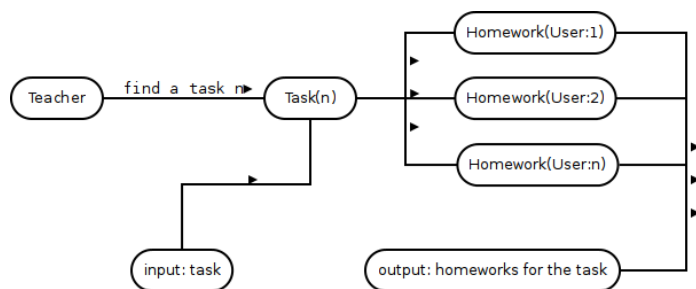 Homework(User:1)
Teacher
find a task n
Task(n)
Homework(User:2)
Homework(User:n)
input: task
output: homeworks for the task